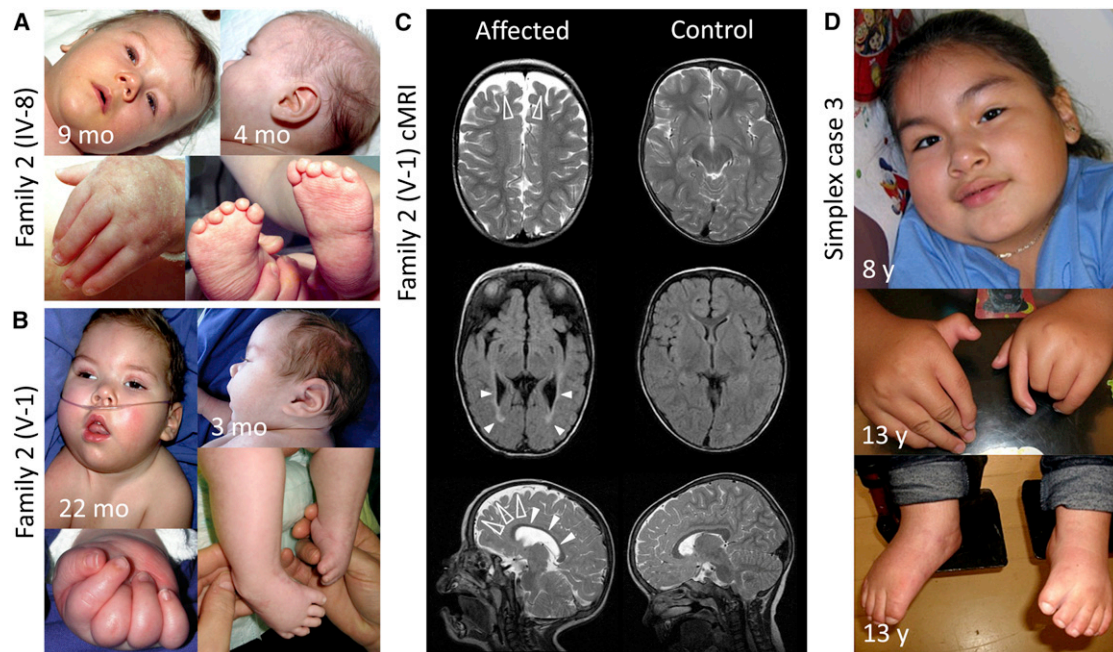 A
Family 2 (IV-8)
9 mo
4 mo
B
Family 2 (V-1)
22 mo
3 mo
C
Family 2 (V-1) cMRI
Affected
Control
D
Simplex case 3
8 y
13 y
13 y